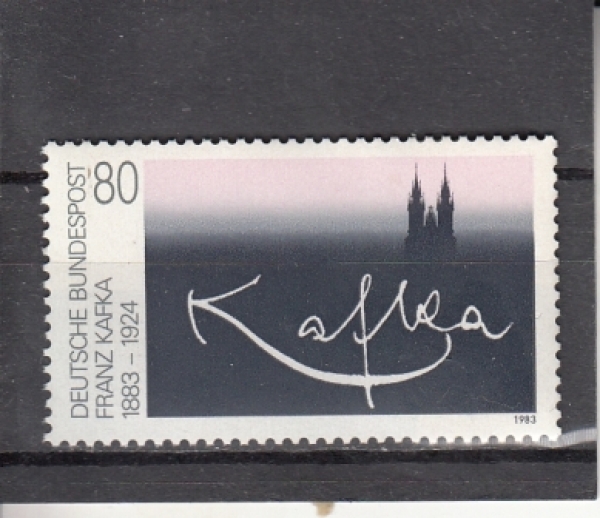 DEUTSCHE BUNDESPOST 80
FRANZ KAFKA
1883 – 1924
Kafka
1983